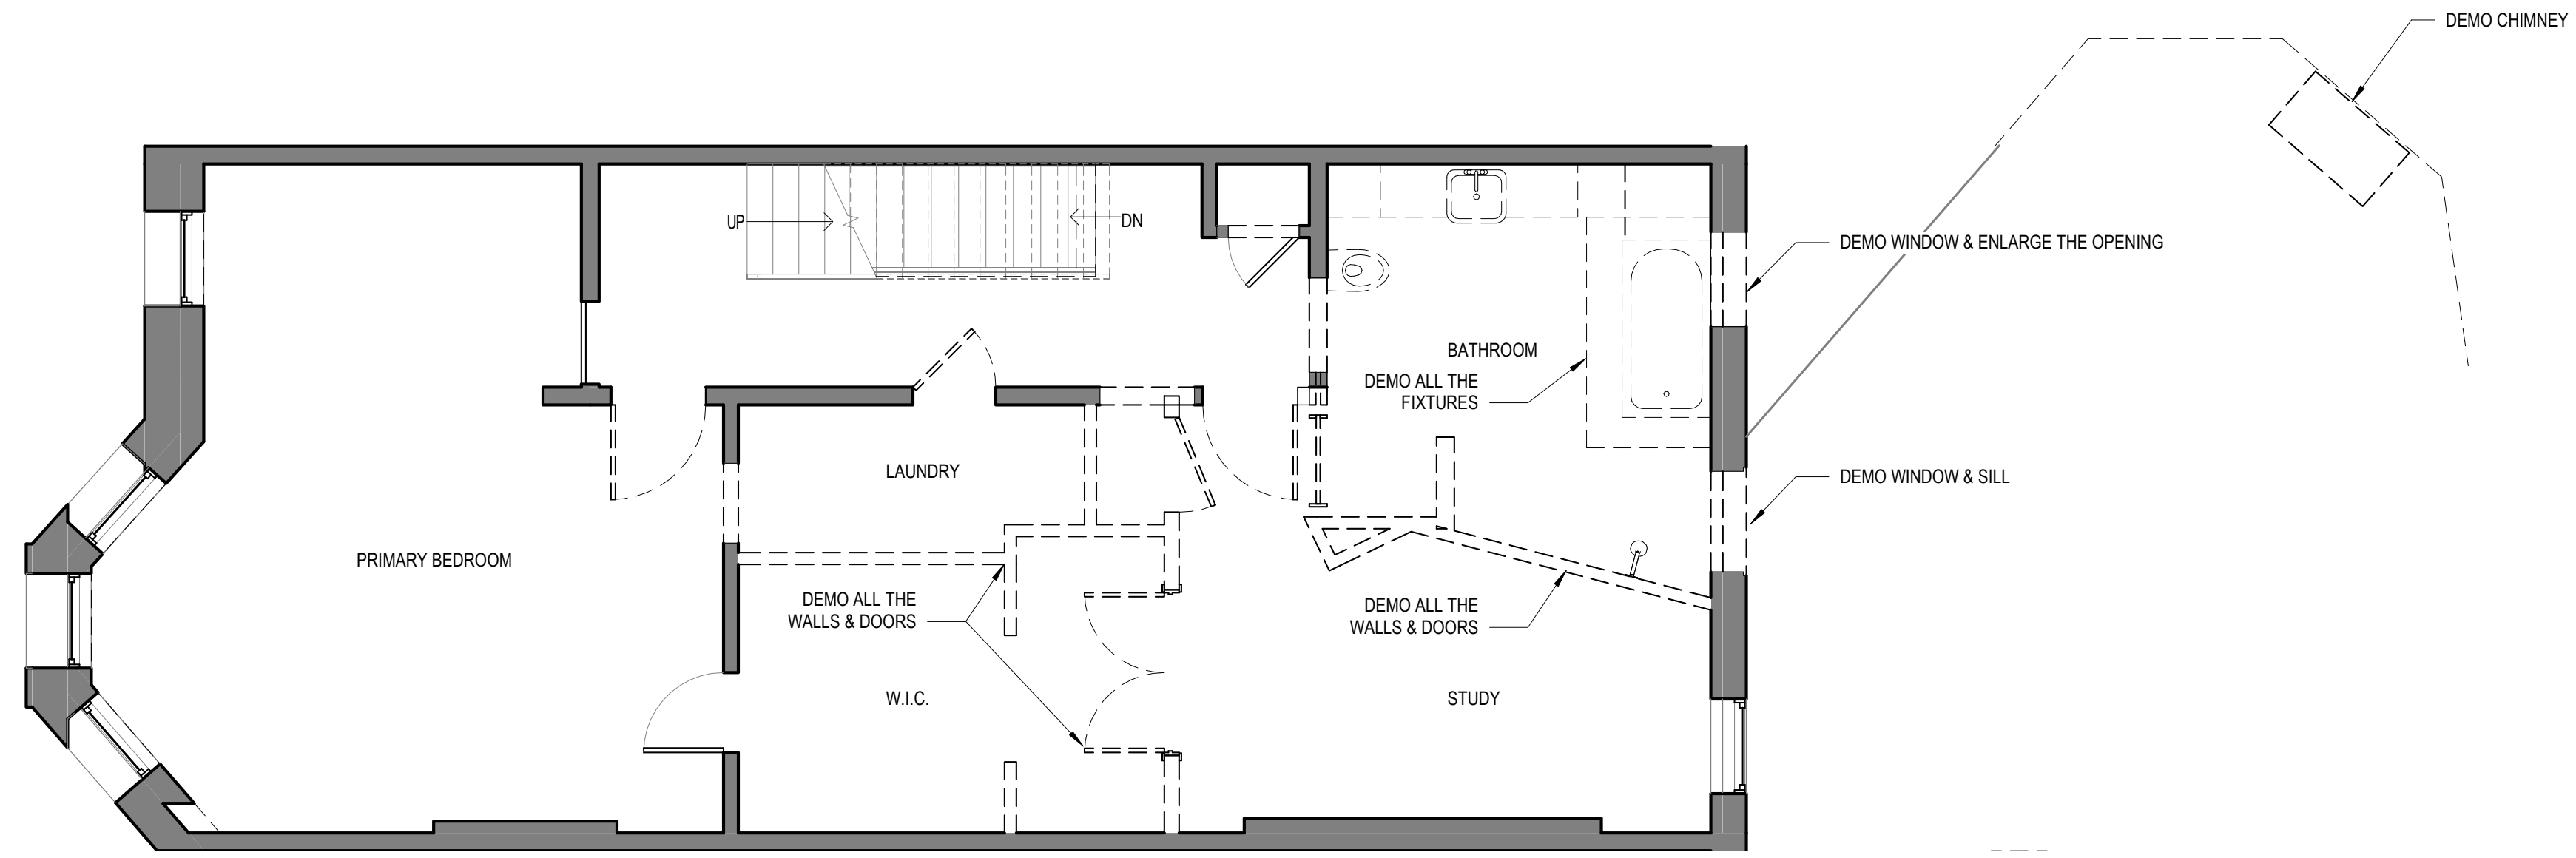 DEMO CHIMNEY
UP
DN
DEMO WINDOW & ENLARGE THE OPENING
BATHROOM
DEMO ALL THE
FIXTURES
LAUNDRY
DEMO WINDOW & SILL
PRIMARY BEDROOM
DEMO ALL THE
WALLS & DOORS
DEMO ALL THE
WALLS & DOORS
W.I.C.
STUDY